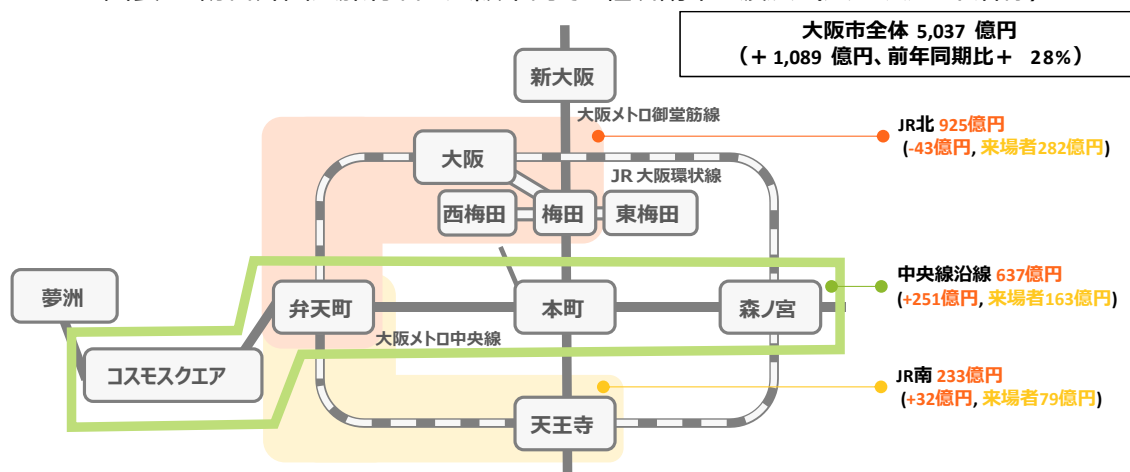 大阪市全体 5,037 億円
(+ 1,089 億円、前年同期比+ 28%)
新大阪
大阪メトロ御堂筋線
JR北 925億円
(-43億円, 来場者282億円)
大阪
JR 大阪環状線
西梅田
梅田
東梅田
中央線沿線 637億円
(+251億円, 来場者163億円)
夢洲
弁天町
本町
森ノ宮
大阪メトロ中央線
コスモスクエア
JR南 233億円
(+32億円, 来場者79億円)
天王寺